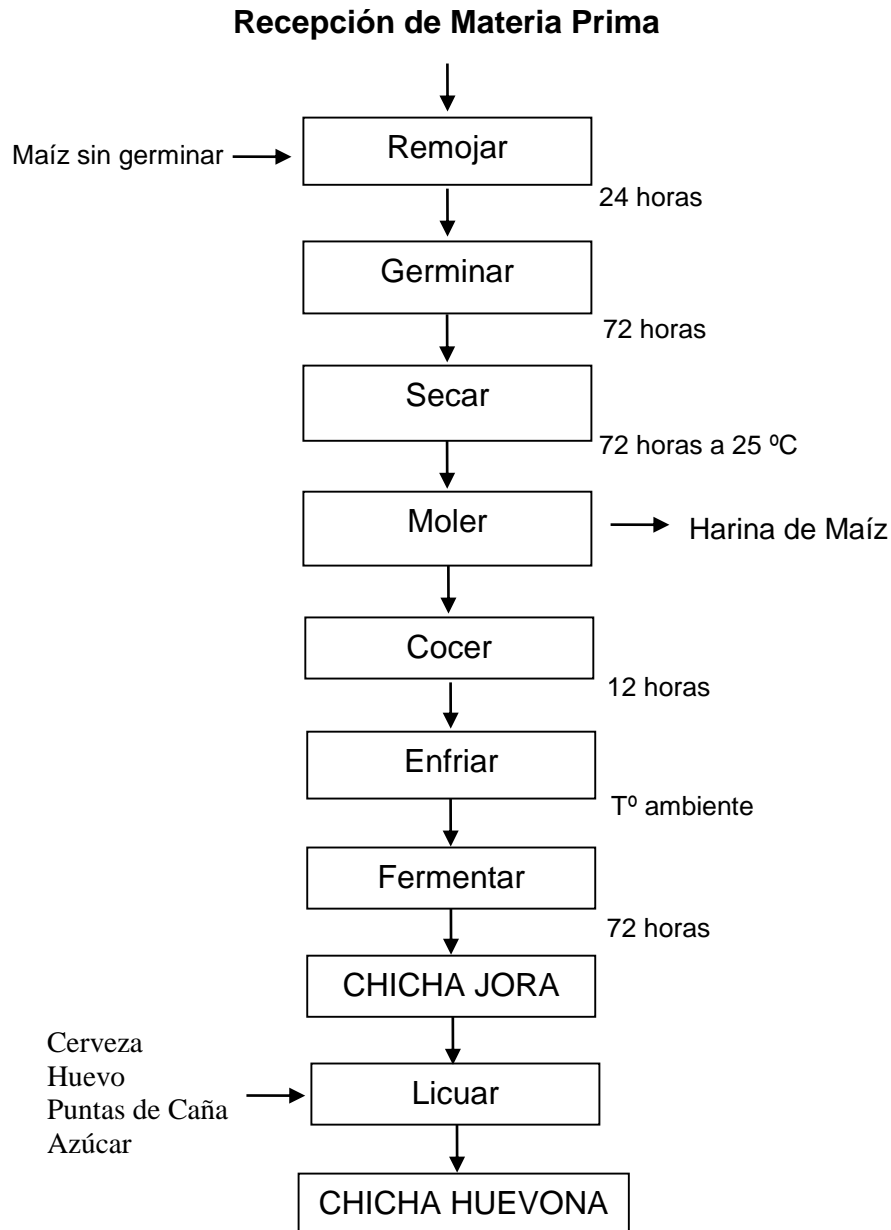 Recepción de Materia Prima
Maíz sin germinar
Remojar
24 horas
Germinar
72 horas
Secar
72 horas a 25 ºC
Moler
Harina de Maíz
Cocer
12 horas
Enfriar
Tº ambiente
Fermentar
72 horas
CHICHA JORA
Cerveza
Huevo
Puntas de Caña
Azúcar
Licuar
CHICHA HUEVONA